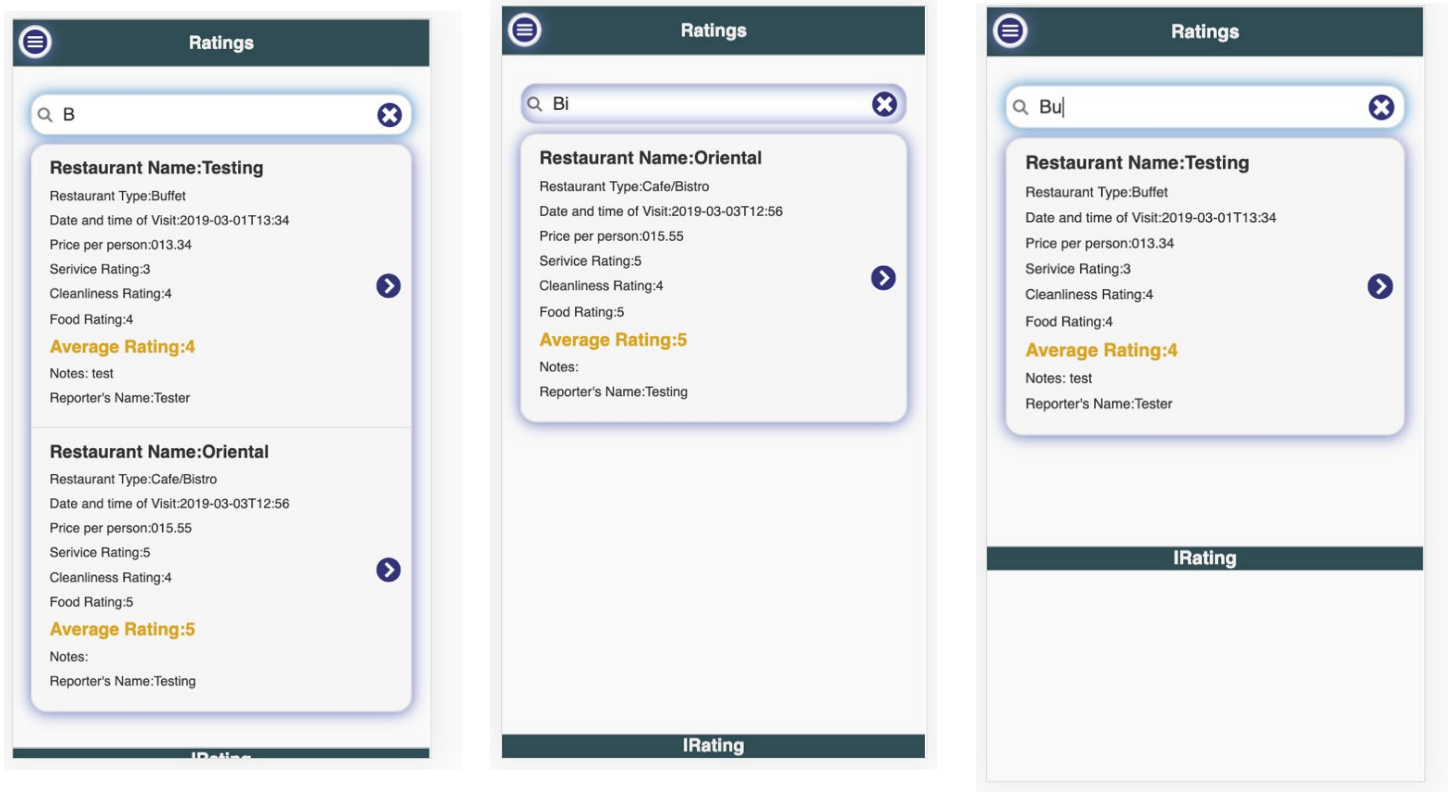 Ratings
B
Restaurant Name:Testing
Restaurant Type:Buffet
Date and time of Visit:2019-03-01T13:34
Price per person:013.34
Serivice Rating:3
Cleanliness Rating:4
Food Rating:4
Average Rating:4
Notes: test
Reporter's Name:Tester
Restaurant Name:Oriental
Restaurant Type:Cafe/Bistro
Date and time of Visit:2019-03-03T12:56
Price per person:015.55
Serivice Rating:5
Cleanliness Rating:4
Food Rating:5
Average Rating:5
Notes:
Reporter's Name:Testing
IRating
Ratings
Bi
Restaurant Name:Oriental
Restaurant Type:Cafe/Bistro
Date and time of Visit:2019-03-03T12:56
Price per person:015.55
Serivice Rating:5
Cleanliness Rating:4
Food Rating:5
Average Rating:5
Notes:
Reporter's Name:Testing
IRating
Ratings
Bu
Restaurant Name:Testing
Restaurant Type:Buffet
Date and time of Visit:2019-03-01T13:34
Price per person:013.34
Serivice Rating:3
Cleanliness Rating:4
Food Rating:4
Average Rating:4
Notes: test
Reporter's Name:Tester
IRating